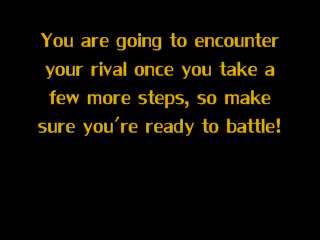 You are going to encounter
your rival once you take a
few more steps, so make
sure you're ready to battle!